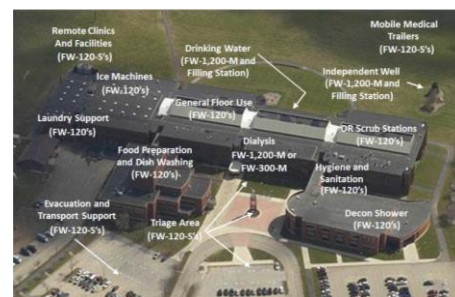 Remote Clinics
And Facilities
(FW-120-S's)
Mobile Medical
Trailers
(FW-120-S's)
Drinking Water
(FW-1,200-M and
Filling Station)
Ice Machines
(FW-120's)
Independent Well
(FW-1,200-M and
Filling Station)
General Floor Use
(FW-120's)
Laundry Support
(FW-120's)
OR Scrub Stations
(FW-120's)
Dialysis
FW-1,200-M or
FW-300-M
Food Preparation
and Dish Washing
(FW-120's)
Hygiene and
Sanitation
(FW-120's)
Evacuation and
Transport Support
(FW-120-S's)
Triage Area
(FW-120-S's)
Decon Shower
(FW-120's)